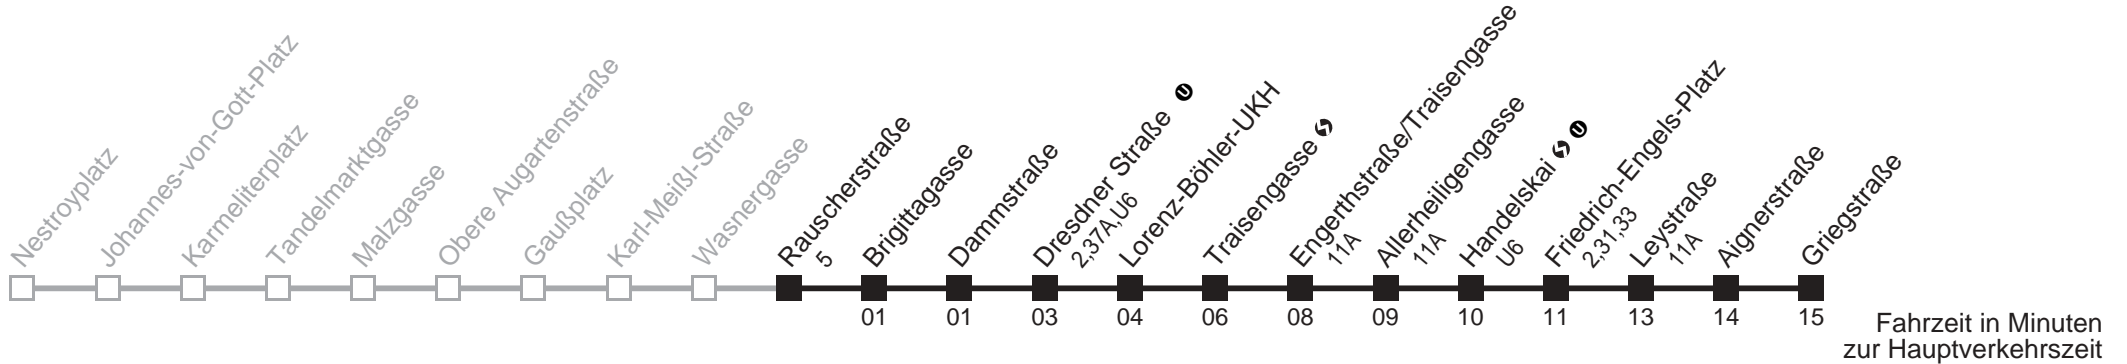 Nestroyplatz
Johannes-von-Gott-Platz
Karmeliterplatz
Tandelmarktgasse
Malzgasse
Obere Augartenstraße
Gaußplatz
Karl-Meißl-Straße
Wasnergasse
Rauscherstraße
5
Brigittagasse
Dammstraße
Dresdner Straße U
2,37A,U6
Lorenz-Böhler-UKH
Traisengasse
Engerthstraße/Traisengasse
11A
Allerheiligengasse
11A
Handelskai U
U6
Friedrich-Engels-Platz
2,31,33
Leystraße
11A
Aignerstraße
Griegstraße
01 01 03 04 06 08 09 10 11 13 14 15
Fahrzeit in Minuten
zur Hauptverkehrszeit